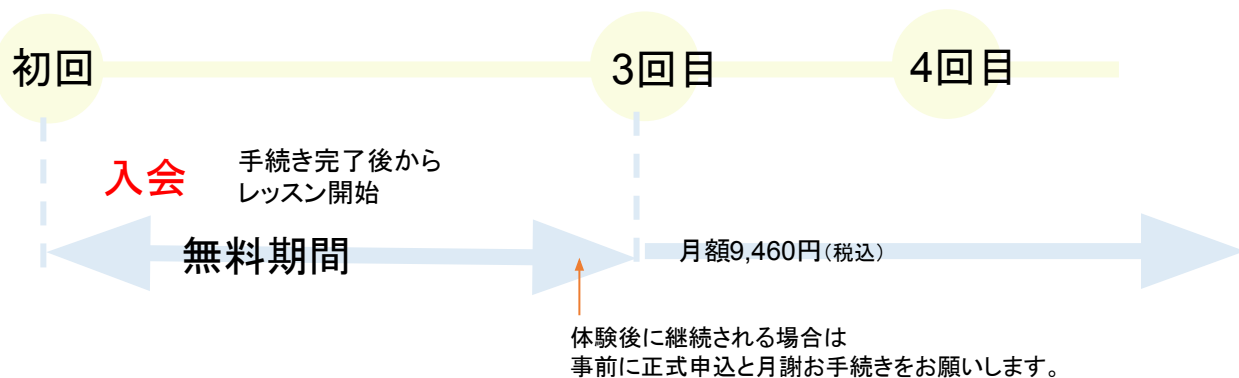 初回
3回目
4回目
入会
手続き完了後から
レッスン開始
無料期間
月額9,460円(税込)
体験後に継続される場合は
事前に正式申込と月謝お手続きをお願いします。